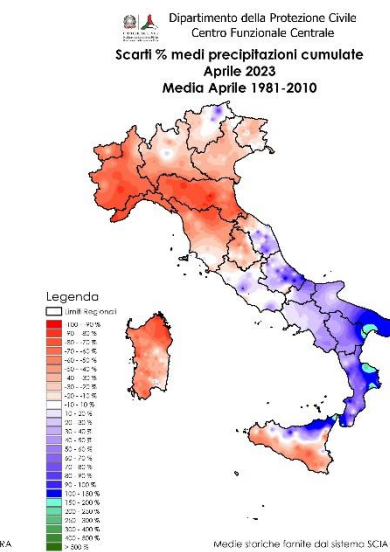 Dipartimento della Protezione Civile
Centro Funzionale Centrale
Scarti % medi precipitazioni cumulate
Aprile 2023
Media Aprile 1981-2010
Legenda
Limiti Regionali
-100 - -90 %
-90 - -80 %
-80 - -70 %
-70 - -60 %
-60 - -50 %
-50 - -40 %
-40 - -30 %
-30 - -20 %
-20 - -10 %
-10 - 10 %
10 - 20 %
20 - 30 %
30 - 40 %
40 - 50 %
50 - 60 %
60 - 70 %
70 - 80 %
80 - 90 %
90 - 100 %
100 - 150 %
150 - 200 %
200 - 250 %
250 - 300 %
300 - 400 %
400 - 500 %
> 500 %
RA
Medie storiche fornite dal sistema SCIA